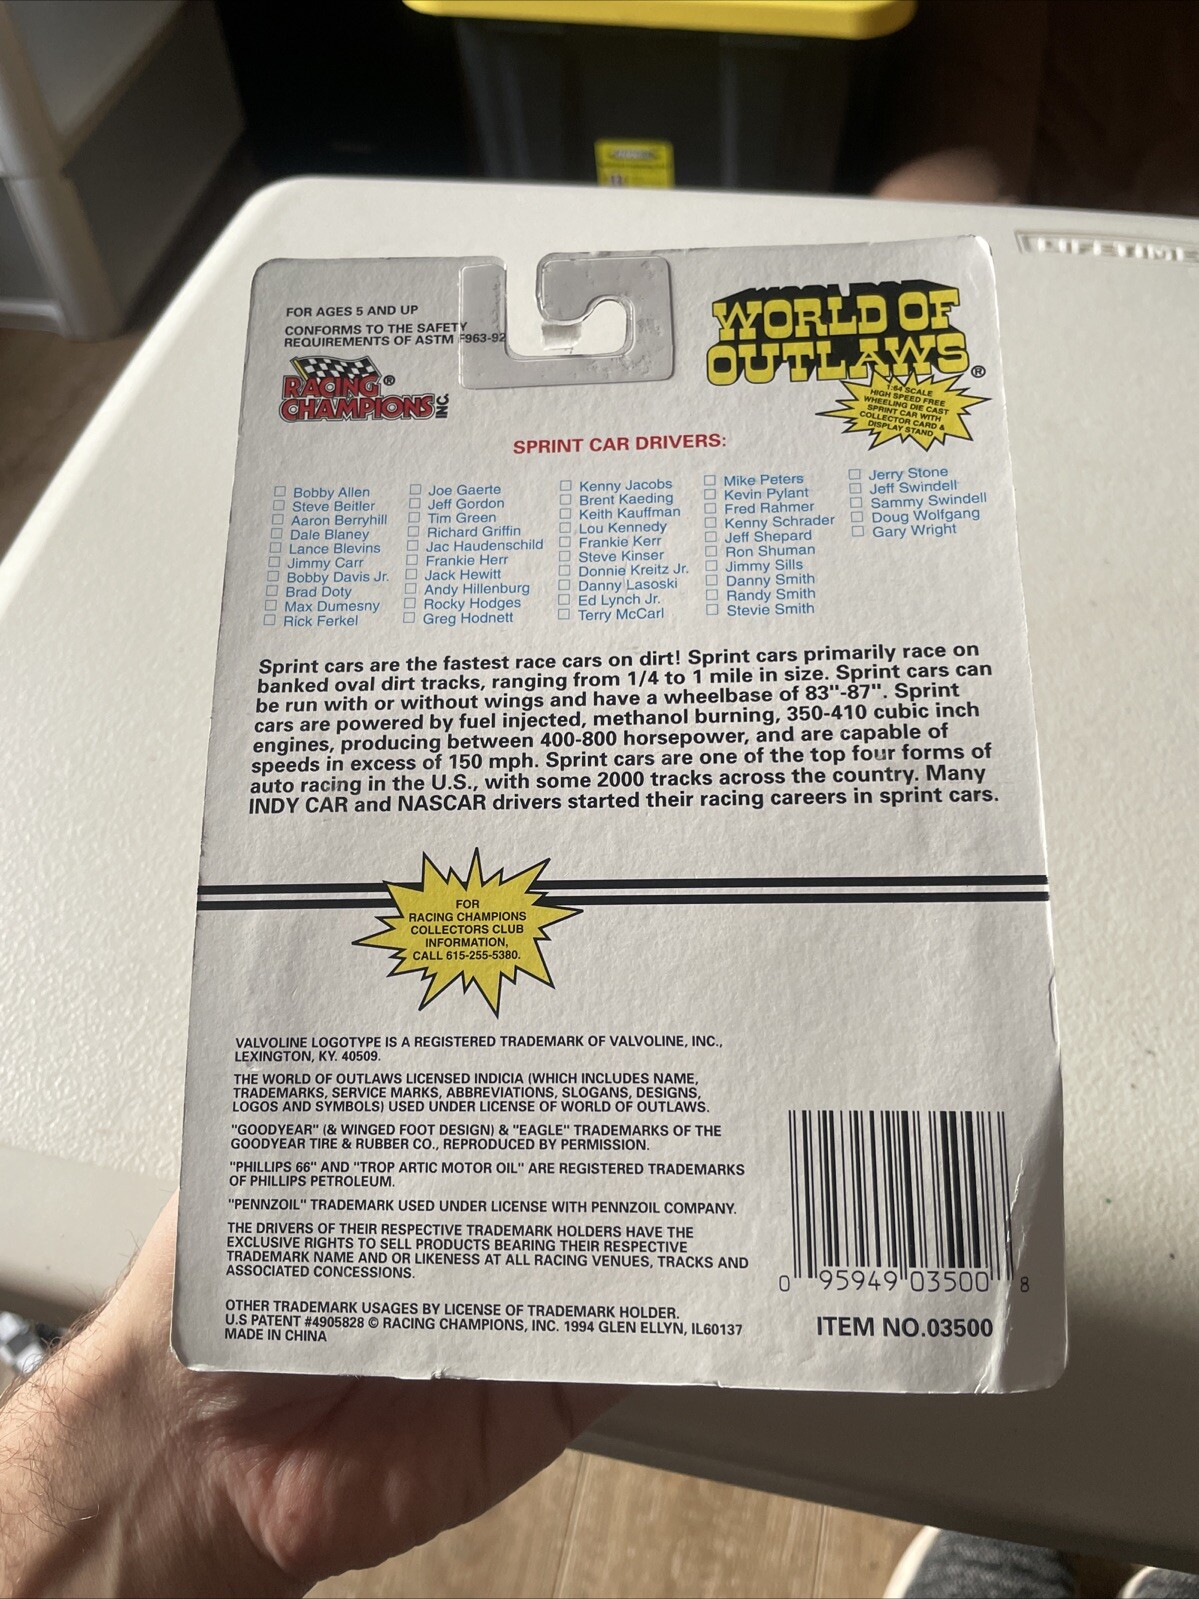 LIFETIME
FOR AGES 5 AND UP
CONFORMS TO THE SAFETY
REQUIREMENTS OF ASTM F963-92
RACING ®
CHAMPIONS INC.
WORLD OF
OUTLAWS ®
1:64 SCALE
HIGH SPEED FREE
WHEELING DIE CAST
SPRINT CAR WITH
COLLECTOR CARD &
DISPLAY STAND
SPRINT CAR DRIVERS:
Bobby Allen
Steve Beitler
Aaron Berryhill
Dale Blaney
Lance Blevins
Jimmy Carr
Bobby Davis Jr.
Brad Doty
Max Dumesny
Rick Ferkel
Joe Gaerte
Jeff Gordon
Tim Green
Richard Griffin
Jac Haudenschild
Frankie Herr
Jack Hewitt
Andy Hillenburg
Rocky Hodges
Greg Hodnett
Kenny Jacobs
Brent Kaeding
Keith Kauffman
Lou Kennedy
Frankie Kerr
Steve Kinser
Donnie Kreitz Jr.
Danny Lasoski
Ed Lynch Jr.
Terry McCarl
Mike Peters
Kevin Pylant
Fred Rahmer
Kenny Schrader
Jeff Shepard
Ron Shuman
Jimmy Sills
Danny Smith
Randy Smith
Stevie Smith
Jerry Stone
Jeff Swindell
Sammy Swindell
Doug Wolfgang
Gary Wright
Sprint cars are the fastest race cars on dirt! Sprint cars primarily race on
banked oval dirt tracks, ranging from 1/4 to 1 mile in size. Sprint cars can
be run with or without wings and have a wheelbase of 83"-87". Sprint
cars are powered by fuel injected, methanol burning, 350-410 cubic inch
engines, producing between 400-800 horsepower, and are capable of
speeds in excess of 150 mph. Sprint cars are one of the top four forms of
auto racing in the U.S., with some 2000 tracks across the country. Many
INDY CAR and NASCAR drivers started their racing careers in sprint cars.
FOR
RACING CHAMPIONS
COLLECTORS CLUB
INFORMATION,
CALL 615-255-5380.
VALVOLINE LOGOTYPE IS A REGISTERED TRADEMARK OF VALVOLINE, INC.,
LEXINGTON, KY. 40509.
THE WORLD OF OUTLAWS LICENSED INDICIA (WHICH INCLUDES NAME,
TRADEMARKS, SERVICE MARKS, ABBREVIATIONS, SLOGANS, DESIGNS,
LOGOS AND SYMBOLS) USED UNDER LICENSE OF WORLD OF OUTLAWS.
"GOODYEAR" (& WINGED FOOT DESIGN) & "EAGLE" TRADEMARKS OF THE
GOODYEAR TIRE & RUBBER CO., REPRODUCED BY PERMISSION.
"PHILLIPS 66" AND "TROP ARTIC MOTOR OIL" ARE REGISTERED TRADEMARKS
OF PHILLIPS PETROLEUM.
"PENNZOIL" TRADEMARK USED UNDER LICENSE WITH PENNZOIL COMPANY.
THE DRIVERS OF THEIR RESPECTIVE TRADEMARK HOLDERS HAVE THE
EXCLUSIVE RIGHTS TO SELL PRODUCTS BEARING THEIR RESPECTIVE
TRADEMARK NAME AND OR LIKENESS AT ALL RACING VENUES, TRACKS AND
ASSOCIATED CONCESSIONS.
OTHER TRADEMARK USAGES BY LICENSE OF TRADEMARK HOLDER.
U.S PATENT #4905828 © RACING CHAMPIONS, INC. 1994 GLEN ELLYN, IL60137
MADE IN CHINA
0 95949 03500 8
ITEM NO.03500